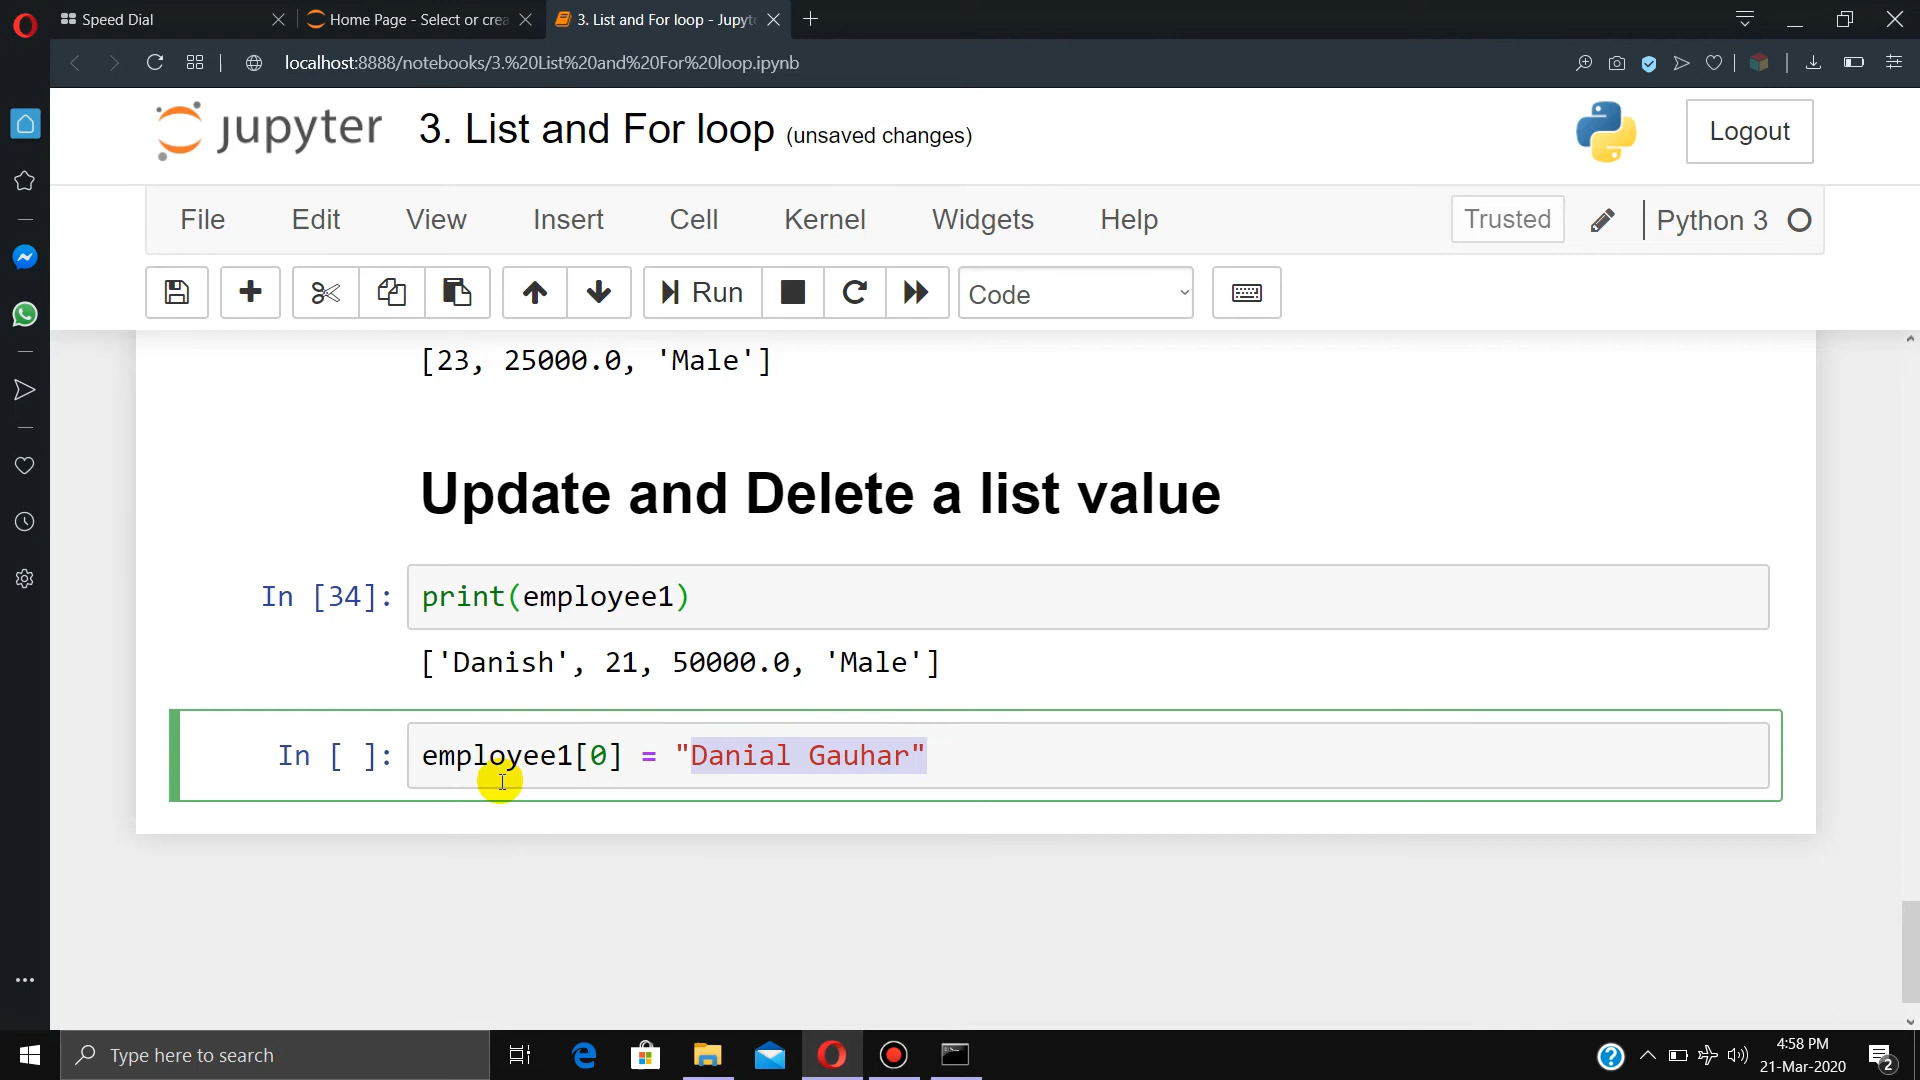 Speed Dial
Home Page - Select or crea
3. List and For loop - Jupyt
localhost:8888/notebooks/3.%20List%20and%20For%20loop.ipynb
jupyter
3. List and For loop (unsaved changes)
Logout
File Edit View Insert Cell Kernel Widgets Help
Trusted
Python 3
Run
Code
[23, 25000.0, 'Male']
Update and Delete a list value
In [34]: print(employee1)
['Danish', 21, 50000.0, 'Male']
In [ ]: employee1[0] = "Danial Gauhar"
Type here to search
4:58 PM
21-Mar-2020
2